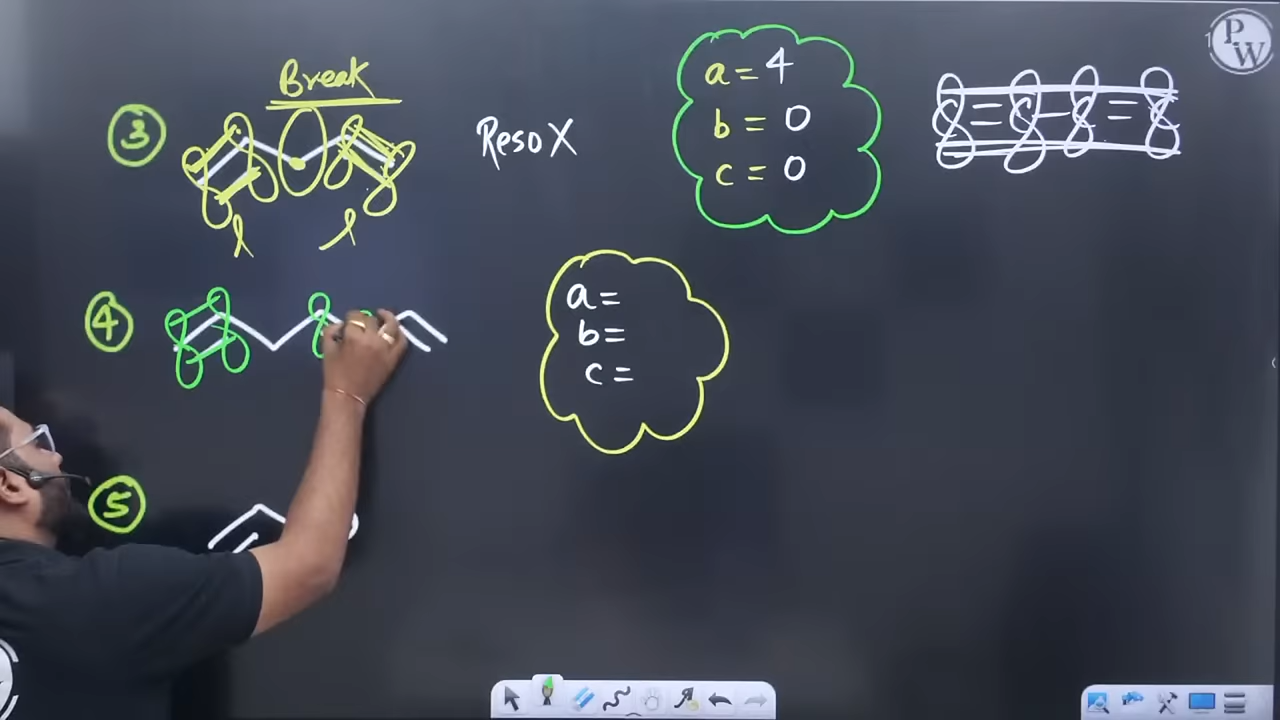 Break
③
Reso X
a = 4
b = 0
c = 0
PW
④
a =
b =
c =
⑤